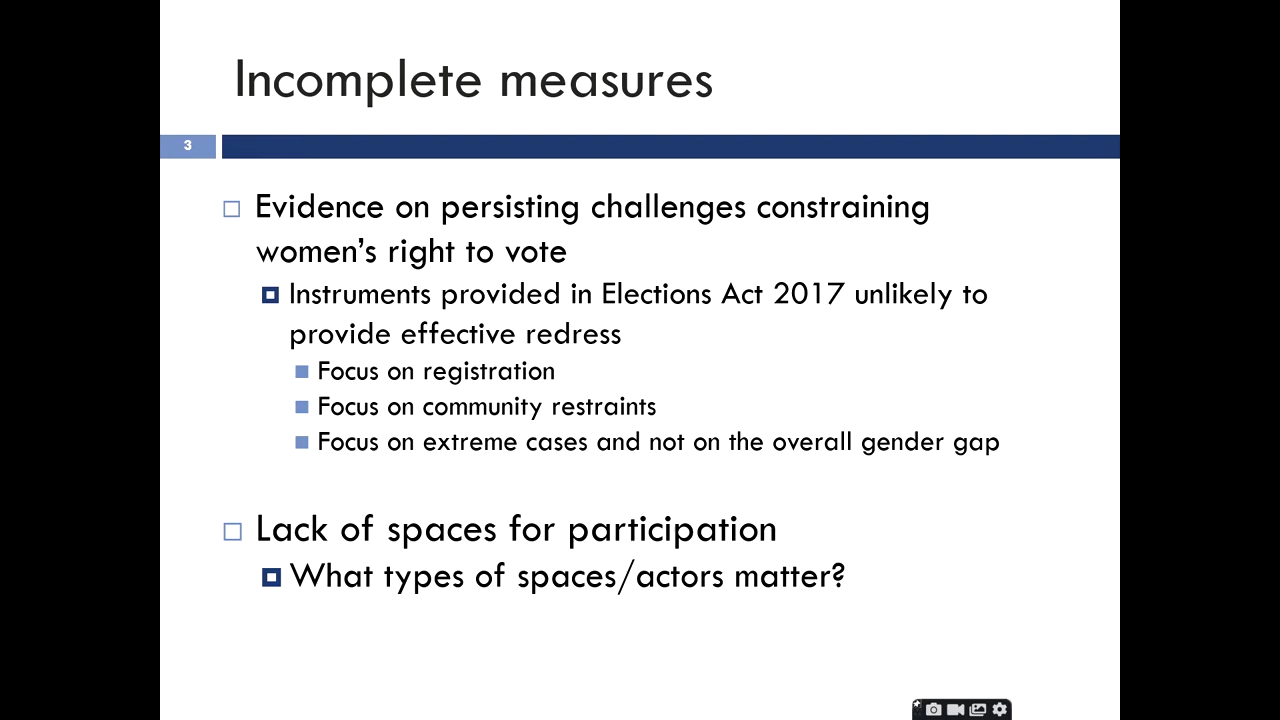 Incomplete measures
3
Evidence on persisting challenges constraining
women's right to vote
Instruments provided in Elections Act 2017 unlikely to
provide effective redress
Focus on registration
Focus on community restraints
Focus on extreme cases and not on the overall gender gap
Lack of spaces for participation
What types of spaces/actors matter?